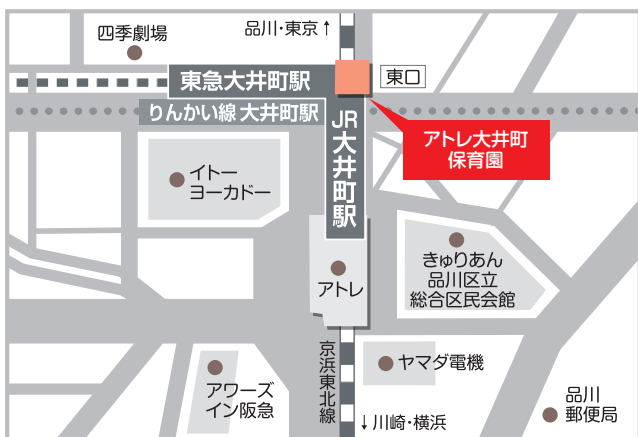 四季劇場
品川・東京↑
東急大井町駅
東口
りんかい線 大井町駅
JR大井町駅
アトレ大井町
保育園
イトー
ヨーカドー
きゅりあん
品川区立
総合区民会館
アトレ
京浜東北線
ヤマダ電機
アワーズ
イン阪急
↓川崎・横浜
品川
郵便局